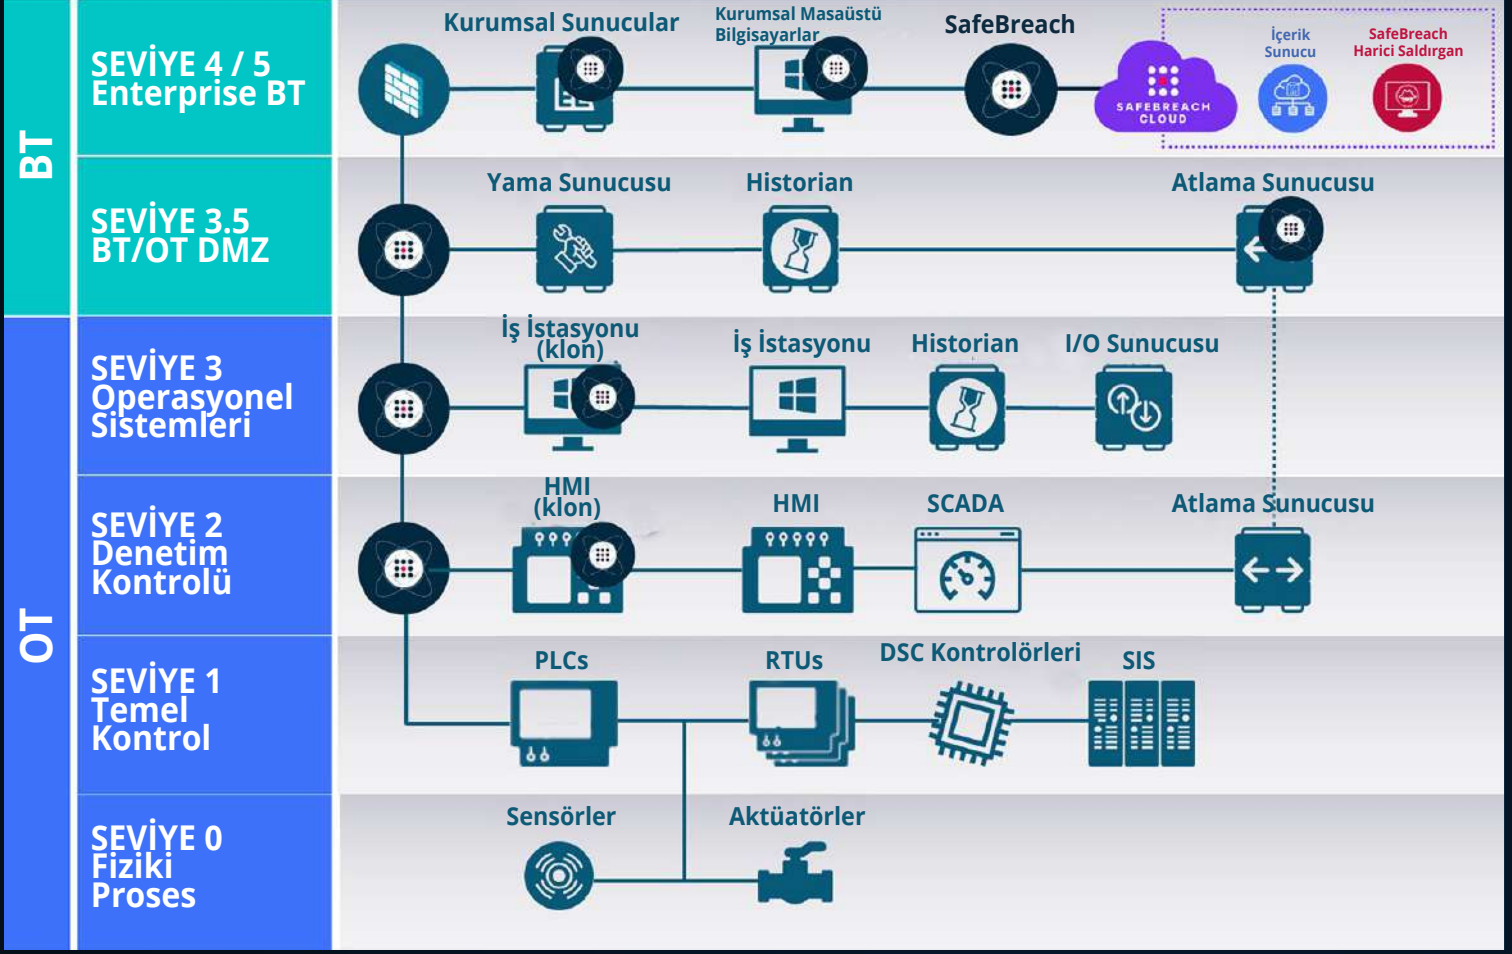 BT
SEVİYE 4 / 5
Enterprise BT
Kurumsal Sunucular
Kurumsal Masaüstü
Bilgisayarlar
SafeBreach
SAFEBREACH
CLOUD
İçerik
Sunucu
SafeBreach
Harici Saldırgan
SEVİYE 3.5
BT/OT DMZ
Yama Sunucusu
Historian
Atlama Sunucusu
OT
SEVİYE 3
Operasyonel
Sistemleri
İş İstasyonu
(klon)
İş İstasyonu
Historian
I/O Sunucusu
SEVİYE 2
Denetim
Kontrolü
HMI
(klon)
HMI
SCADA
Atlama Sunucusu
SEVİYE 1
Temel
Kontrol
PLCs
RTUs
DSC Kontrolörleri
SIS
SEVİYE 0
Fiziki
Proses
Sensörler
Aktüatörler